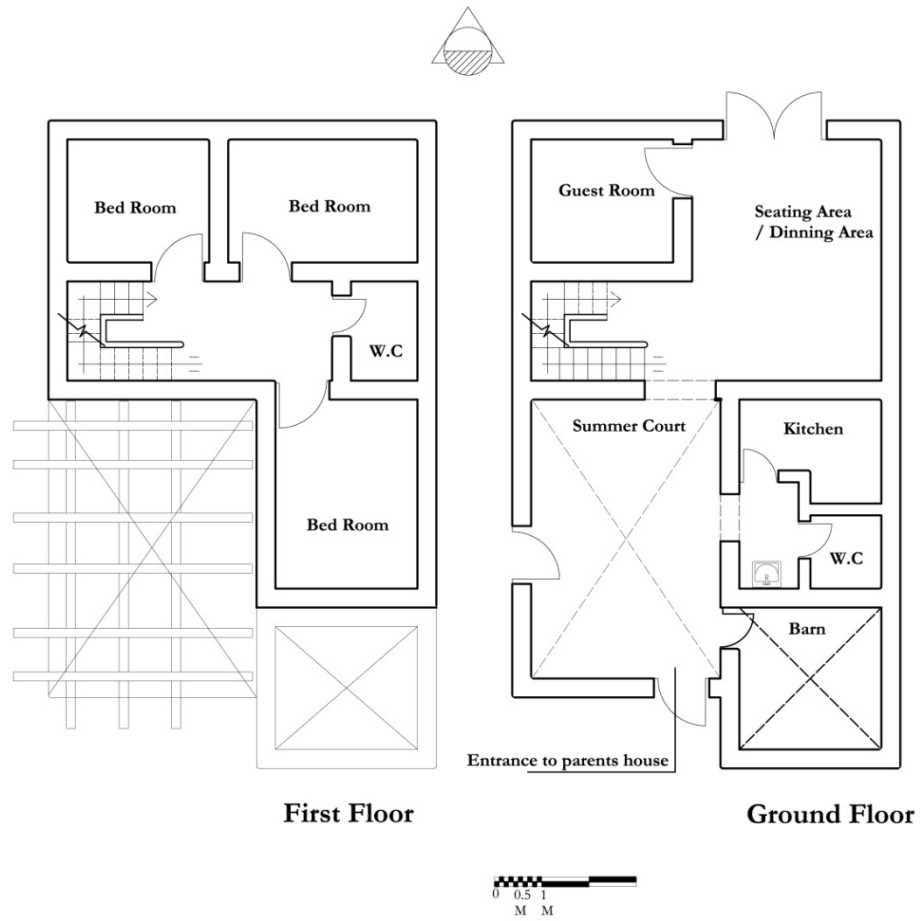 Bed Room
Bed Room
W.C
Bed Room
First Floor
Guest Room
Seating Area
/ Dinning Area
Summer Court
Kitchen
W.C
Barn
Entrance to parents house
Ground Floor
0 0.5 1
M M